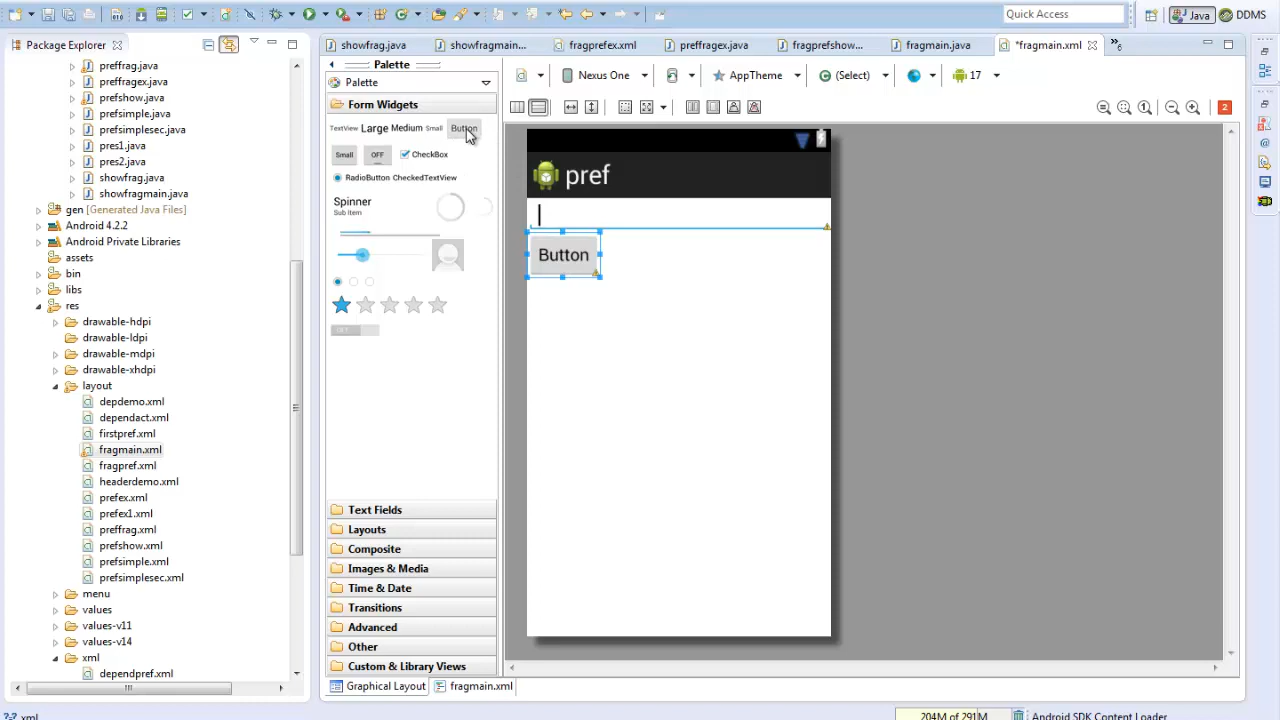 Quick Access
Java
DDMS
Package Explorer
showfrag.java
showfragmain...
fragprefex.xml
preffragex.java
fragprefshow...
fragmain.java
*fragmain.xml
preffrag.java
preffragex.java
prefshow.java
prefsimple.java
prefsimplesec.java
pres1.java
pres2.java
showfrag.java
showfragmain.java
gen [Generated Java Files]
Android 4.2.2
Android Private Libraries
assets
bin
libs
res
drawable-hdpi
drawable-ldpi
drawable-mdpi
drawable-xhdpi
layout
depdemo.xml
dependact.xml
firstpref.xml
fragmain.xml
fragpref.xml
headerdemo.xml
prefex.xml
prefex1.xml
preffrag.xml
prefshow.xml
prefsimple.xml
prefsimplesec.xml
menu
values
values-v11
values-v14
xml
dependpref.xml
Palette
Palette
Form Widgets
TextView Large Medium Small Button
Small OFF CheckBox
RadioButton CheckedTextView
Spinner
Sub Item
OFF
Text Fields
Layouts
Composite
Images & Media
Time & Date
Transitions
Advanced
Other
Custom & Library Views
Nexus One
AppTheme
(Select)
17
2
pref
Button
Graphical Layout
fragmain.xml
xml
204M of 291M
Android SDK Content Loader